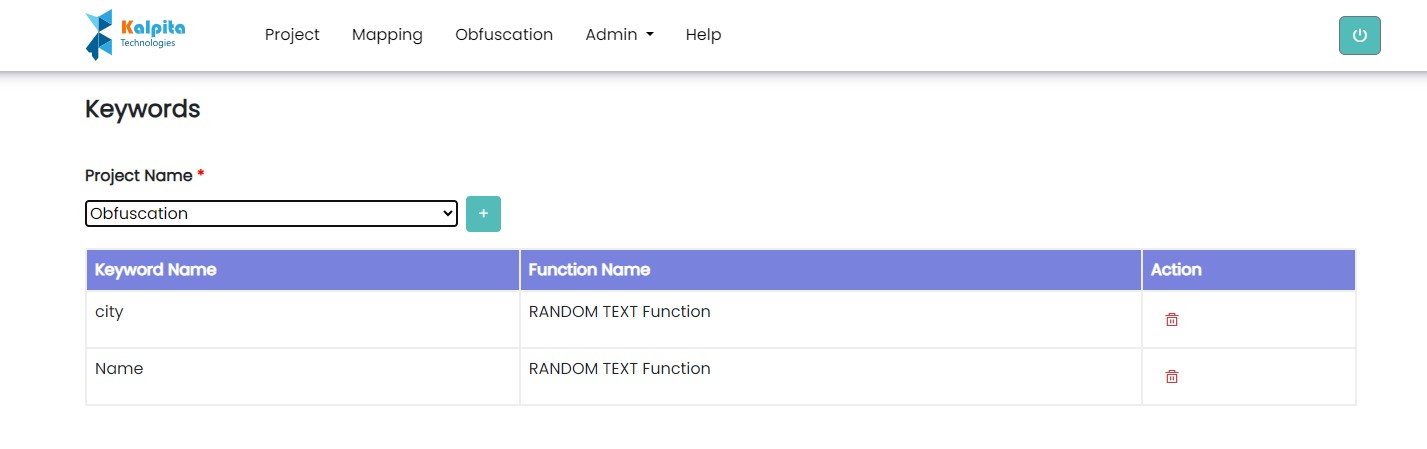 Kalpita
Technologies
Project Mapping Obfuscation Admin Help
Keywords
Project Name *
Obfuscation
+
Keyword Name Function Name Action
city RANDOM TEXT Function
Name RANDOM TEXT Function